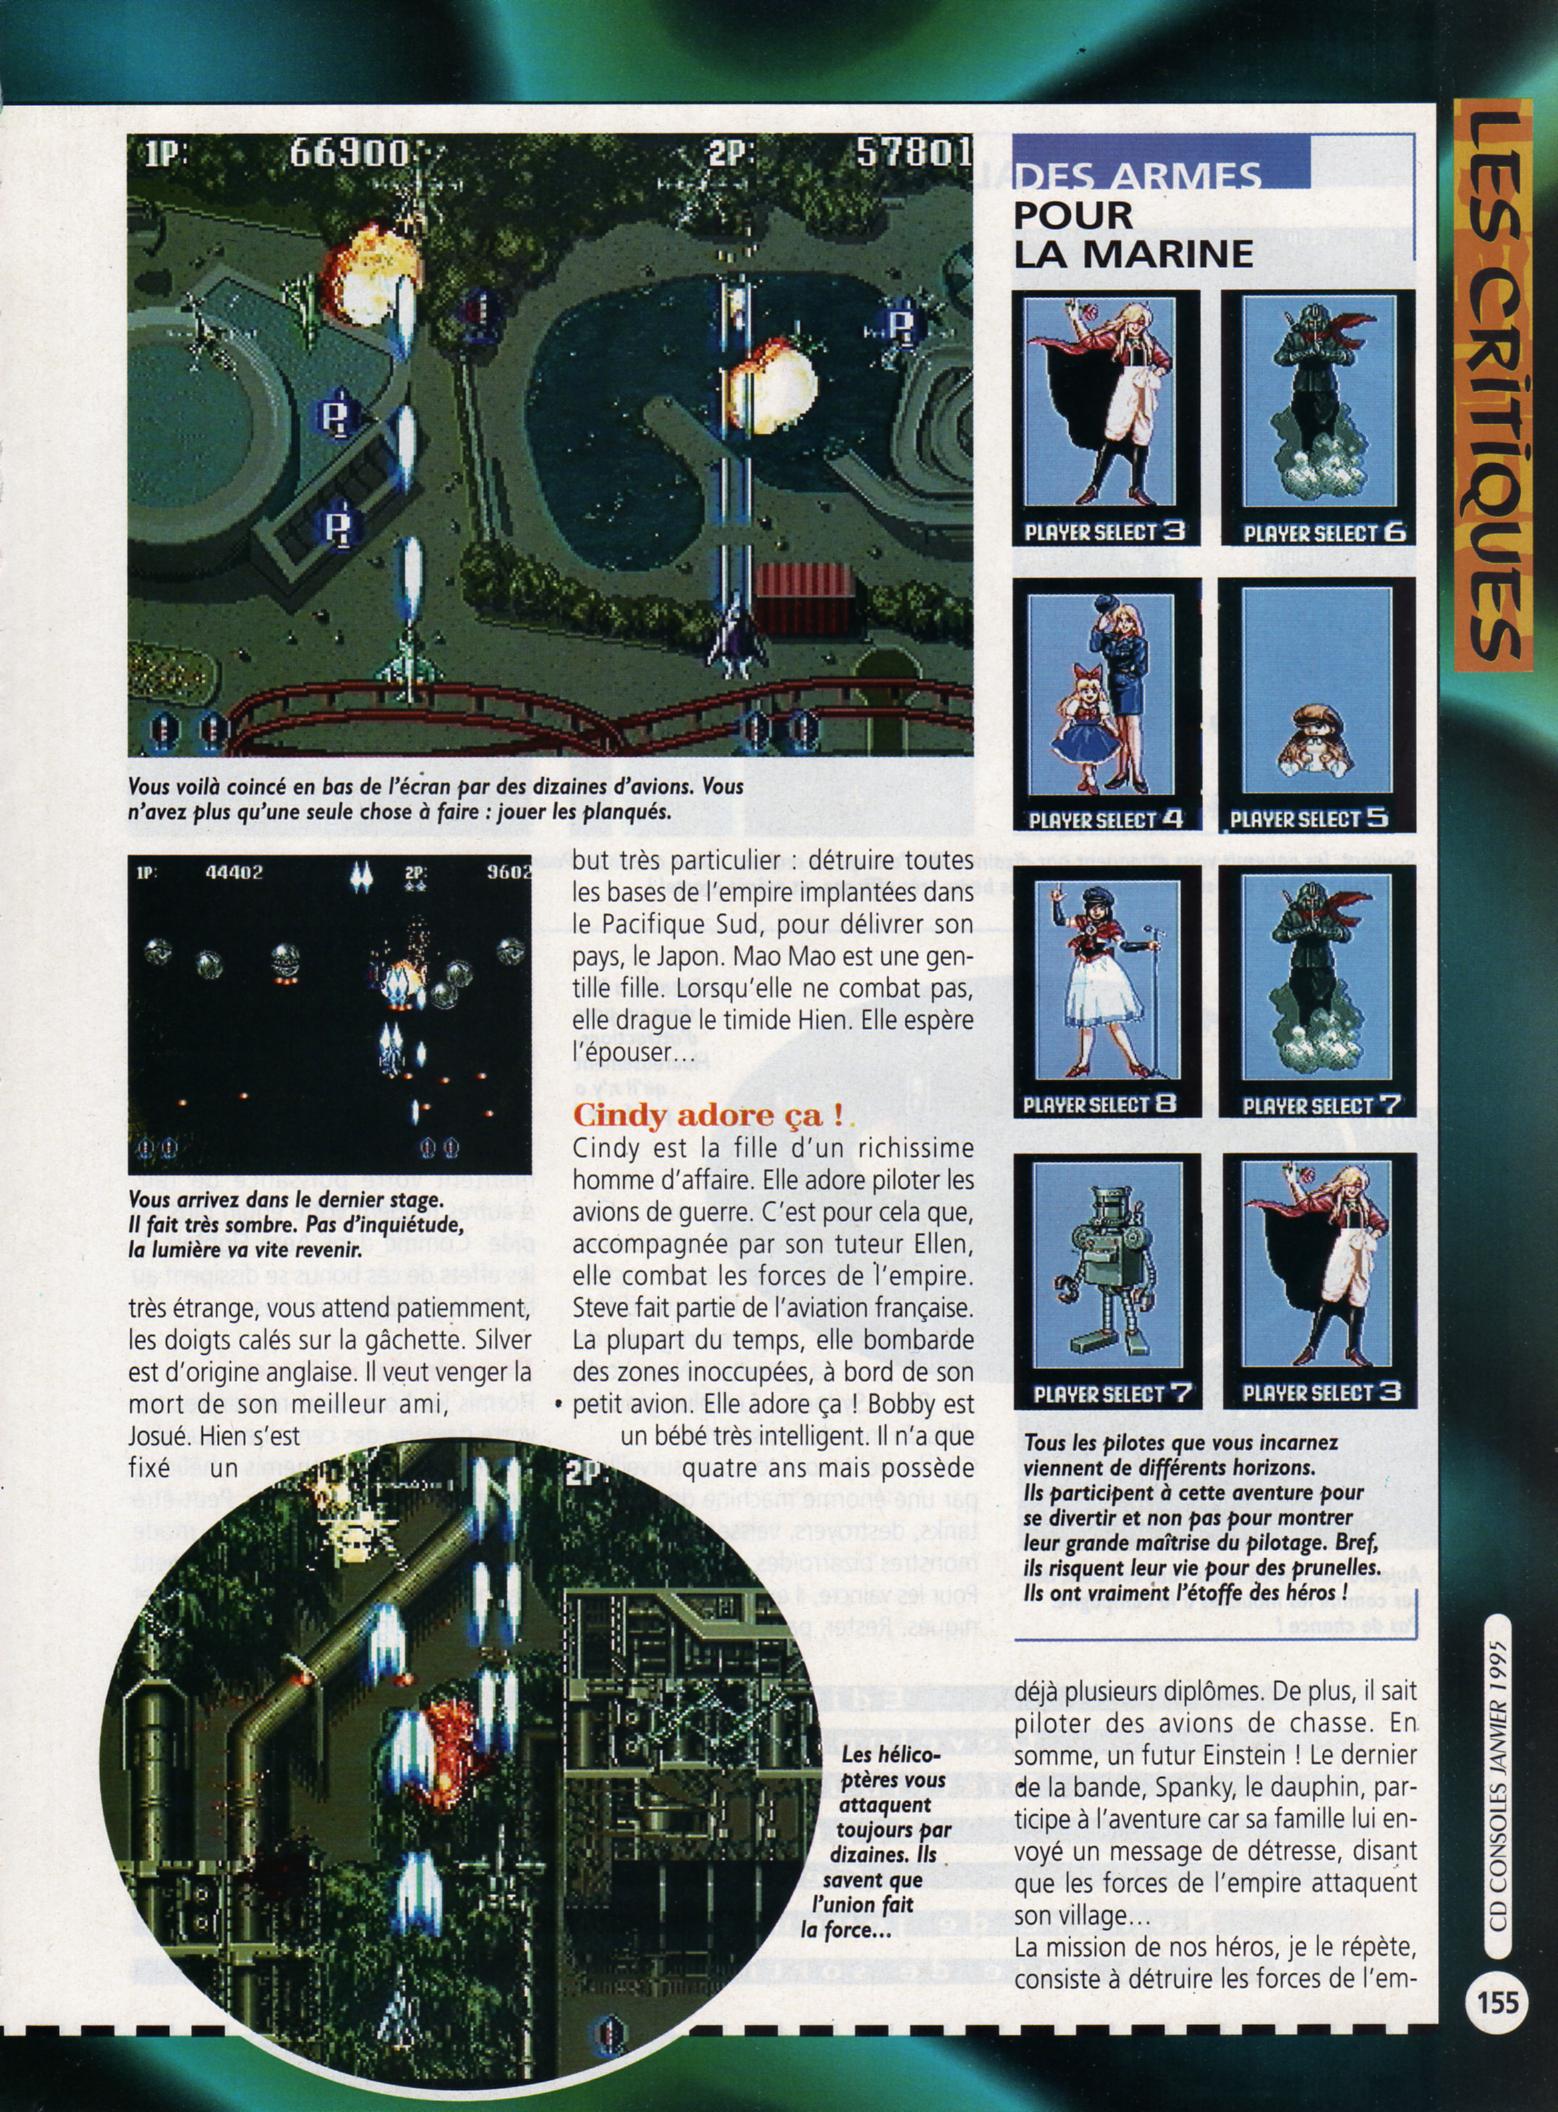 LES CRITIQUES
1P: 66900 2P: 57801
P
P
P
Vous voilà coincé en bas de l'écran par des dizaines d'avions. Vous
n'avez plus qu'une seule chose à faire : jouer les planqués.
1P: 44402 2P: 9602
Vous arrivez dans le dernier stage.
Il fait très sombre. Pas d'inquiétude,
la lumière va vite revenir.
très étrange, vous attend patiemment,
les doigts calés sur la gâchette. Silver
est d'origine anglaise. Il veut venger la
mort de son meilleur ami,
Josué. Hien s'est
fixé un
but très particulier : détruire toutes
les bases de l'empire implantées dans
le Pacifique Sud, pour délivrer son
pays, le Japon. Mao Mao est une gen-
tille fille. Lorsqu'elle ne combat pas,
elle drague le timide Hien. Elle espère
l'épouser...
Cindy adore ça !
Cindy est la fille d'un richissime
homme d'affaire. Elle adore piloter les
avions de guerre. C'est pour cela que,
accompagnée par son tuteur Ellen,
elle combat les forces de l'empire.
Steve fait partie de l'aviation française.
La plupart du temps, elle bombarde
des zones inoccupées, à bord de son
petit avion. Elle adore ça ! Bobby est
un bébé très intelligent. Il n'a que
quatre ans mais possède
2P
Les hélico-
ptères vous
attaquent
toujours par
dizaines. Ils
savent que
l'union fait
la force...
DES ARMES
POUR
LA MARINE
PLAYER SELECT 3
PLAYER SELECT 6
PLAYER SELECT 4
PLAYER SELECT 5
PLAYER SELECT 8
PLAYER SELECT 7
PLAYER SELECT 7
PLAYER SELECT 3
Tous les pilotes que vous incarnez
viennent de différents horizons.
Ils participent à cette aventure pour
se divertir et non pas pour montrer
leur grande maîtrise du pilotage. Bref,
ils risquent leur vie pour des prunelles.
Ils ont vraiment l'étoffe des héros !
déjà plusieurs diplômes. De plus, il sait
piloter des avions de chasse. En
somme, un futur Einstein ! Le dernier
de la bande, Spanky, le dauphin, par-
ticipe à l'aventure car sa famille lui en-
voyé un message de détresse, disant
que les forces de l'empire attaquent
son village...
La mission de nos héros, je le répète,
consiste à détruire les forces de l'em-
CD CONSOLES JANVIER 1995
155